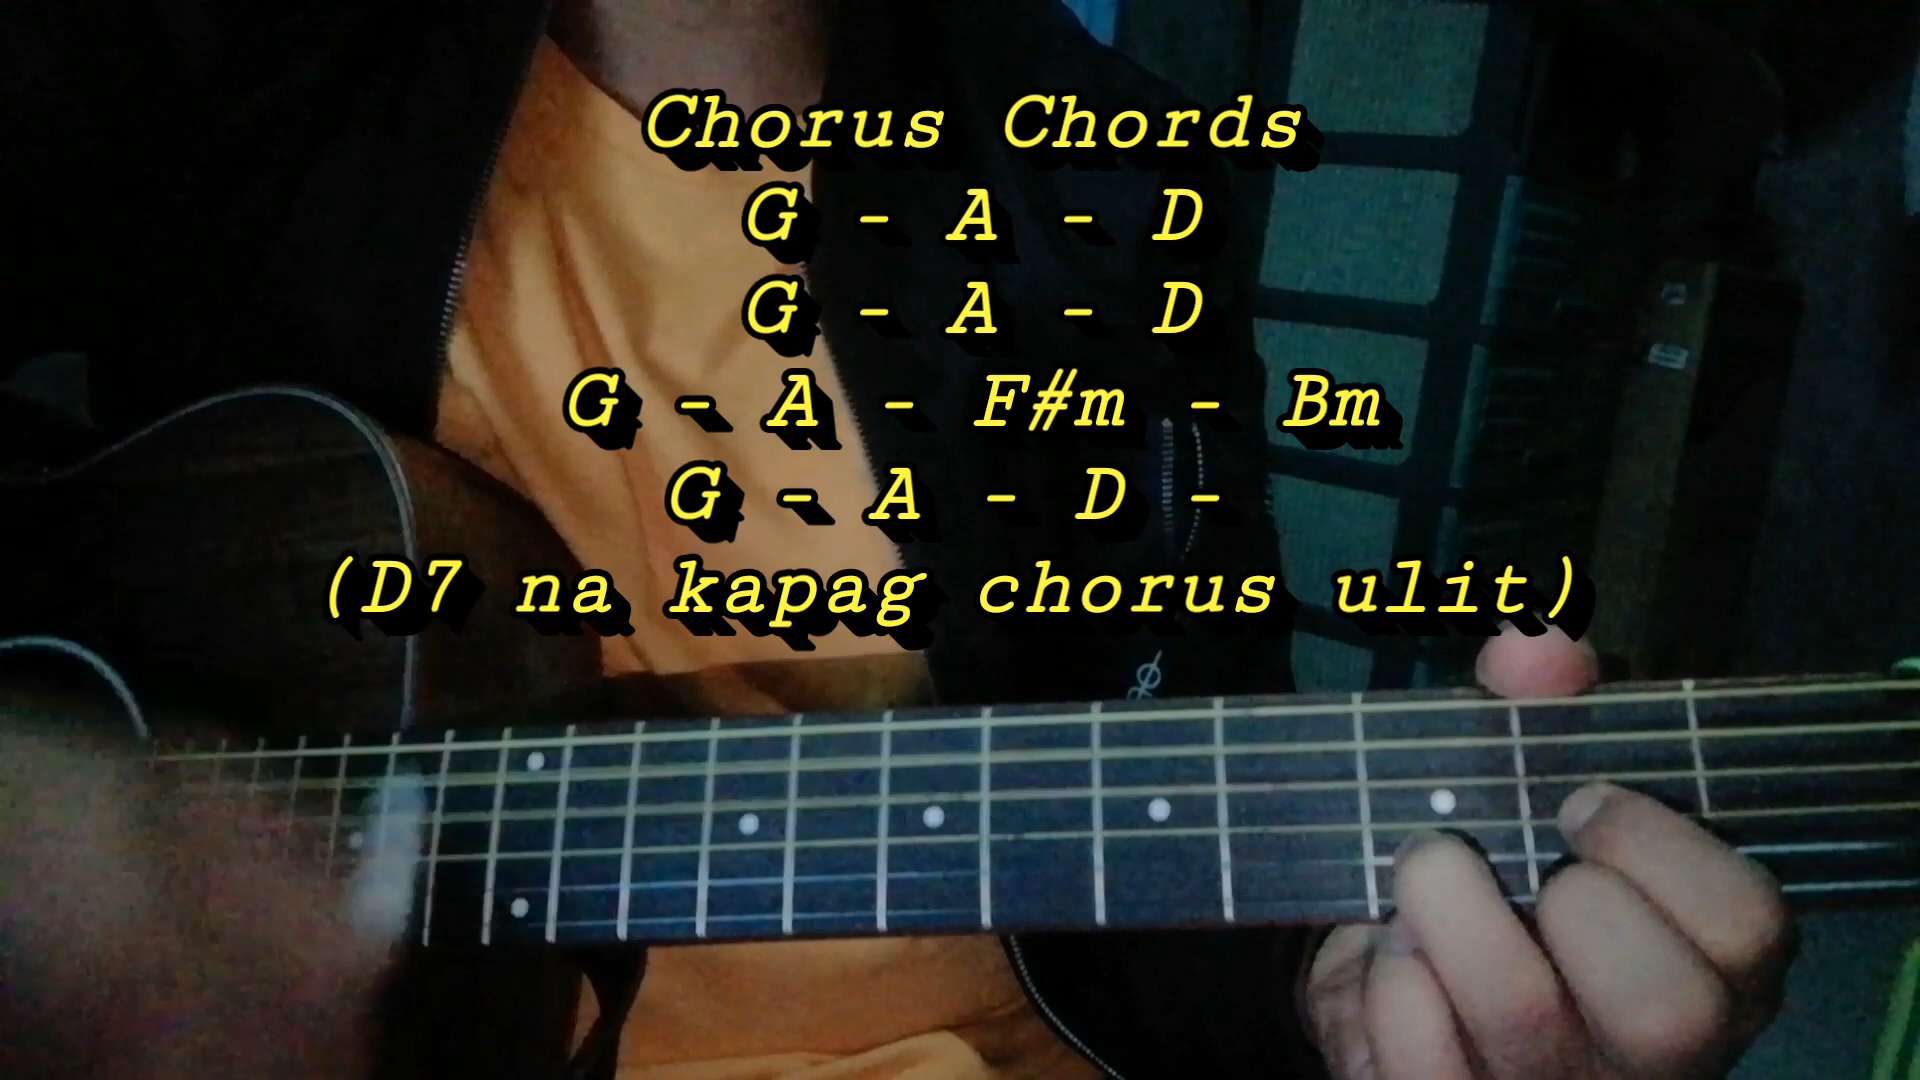 Chorus Chords
G - A - D
G - A - D
G - A - F#m - Bm
G - A - D -
(D7 na kapag chorus ulit)